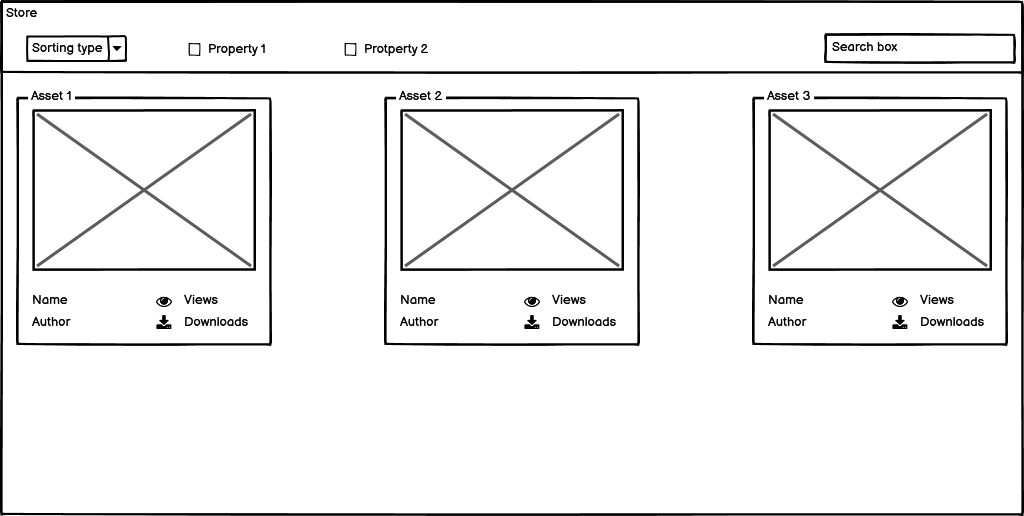 Store
Sorting type
Property 1
Protperty 2
Search box
Asset 1
Name
Views
Author
Downloads
Asset 2
Name
Views
Author
Downloads
Asset 3
Name
Views
Author
Downloads